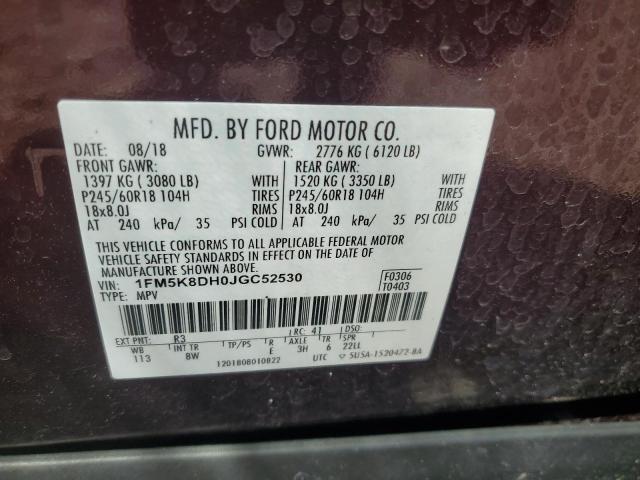 MFD. BY FORD MOTOR CO.
DATE: 08/18 GVWR: 2776 KG ( 6120 LB)
FRONT GAWR: REAR GAWR:
1397 KG ( 3080 LB) WITH 1520 KG ( 3350 LB) WITH
P245/60R18 104H TIRES P245/60R18 104H TIRES
18x8.0J RIMS 18x8.0J RIMS
AT 240 kPa/ 35 PSI COLD AT 240 kPa/ 35 PSI COLD
THIS VEHICLE CONFORMS TO ALL APPLICABLE FEDERAL MOTOR
VEHICLE SAFETY STANDARDS IN EFFECT ON THE DATE OF
MANUFACTURE SHOWN ABOVE.
VIN: 1FM5K8DH0JGC52530 F0306
TYPE: MPV T0403
EXT PNT: R3 RC: 41 DSO:
WB INT TR TP/PS R AXLE TR SPR
113 8W E 3H 6 22LL
1201808010822 UTC 5USA-1520472-BA